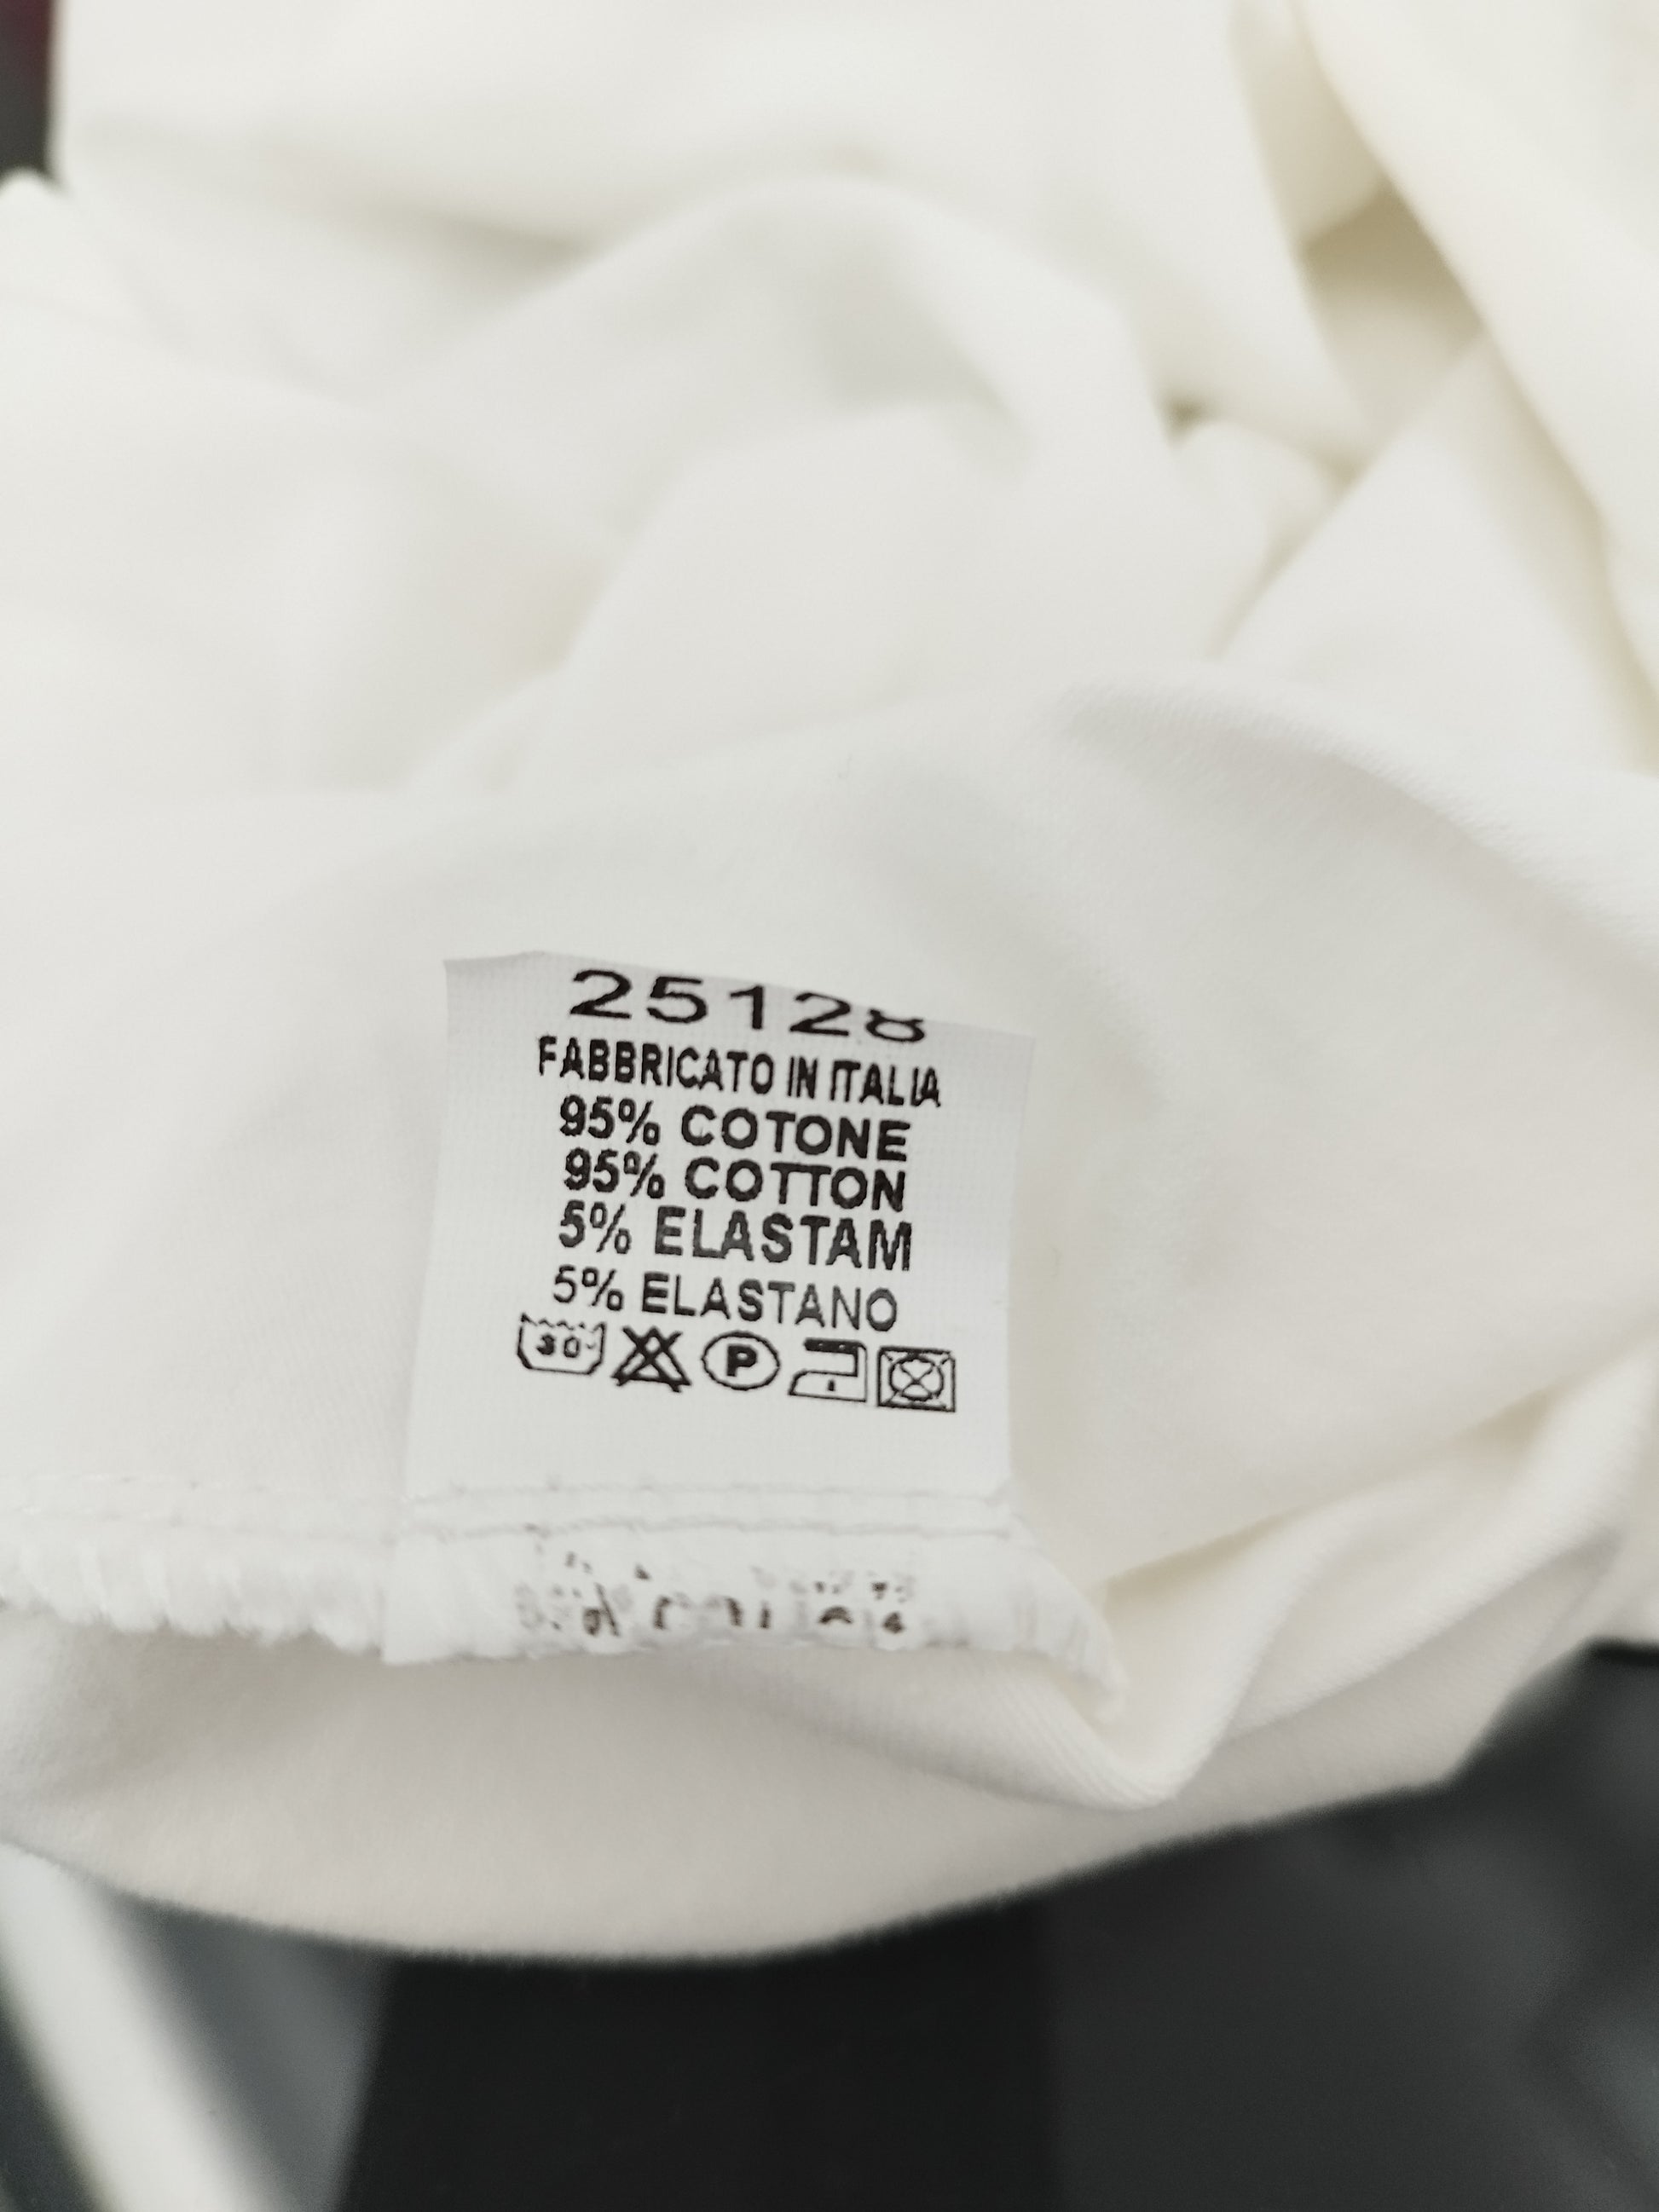 25128
FABBRICATO IN ITALIA
95% COTONE
95% COTTON
5% ELASTAM
5% ELASTANO
30° P